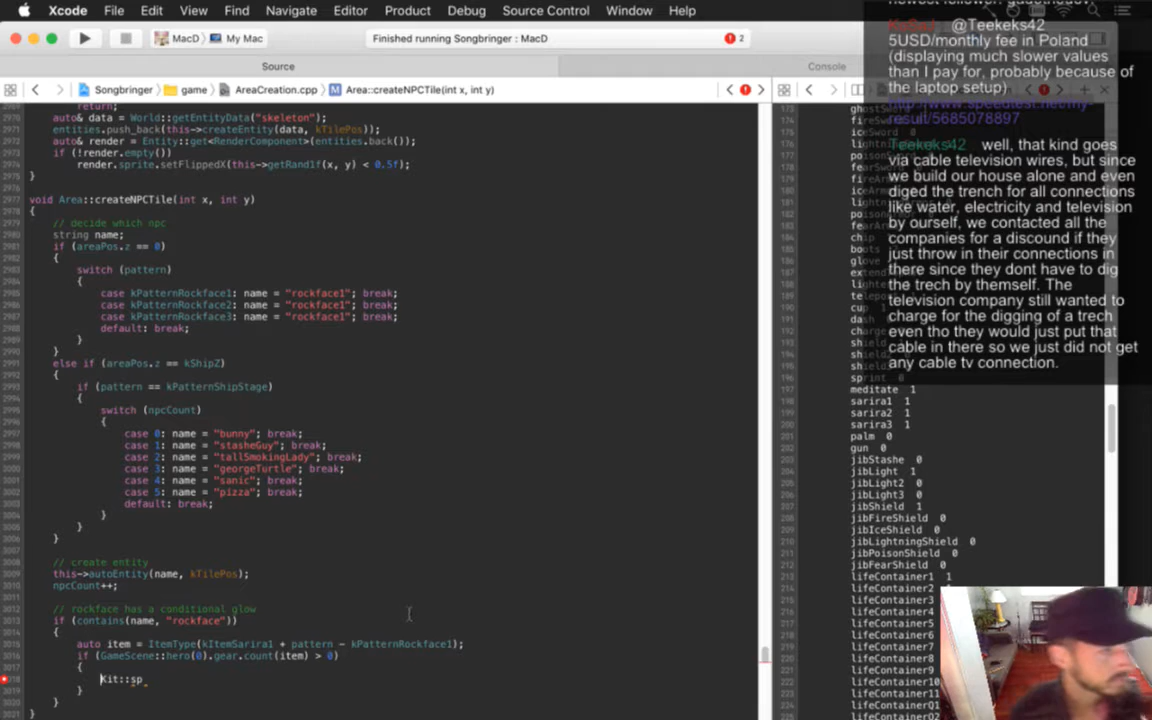 Xcode File Edit View Find Navigate Editor Product Debug Source Control Window Help
MacD My Mac
Finished running Songbringer : MacD
2
Source
Console
Songbringer game AreaCreation.cpp Area::createNPCTile(int x, int y)
return;
auto& data = World::getEntityData("skeleton");
entities.push_back(this->createEntity(data, kTilePos));
auto& render = Entity::get<RenderComponent>(entities.back());
if (!render.empty())
render.sprite.setFlippedX(this->getRand1f(x, y) < 0.5f);
}
void Area::createNPCTile(int x, int y)
{
// decide which npc
string name;
if (areaPos.z == 0)
{
switch (pattern)
{
case kPatternRockface1: name = "rockface1"; break;
case kPatternRockface2: name = "rockface1"; break;
case kPatternRockface3: name = "rockface1"; break;
default: break;
}
}
else if (areaPos.z == kShipZ)
{
if (pattern == kPatternShipStage)
{
switch (npcCount)
{
case 0: name = "bunny"; break;
case 1: name = "stasheGuy"; break;
case 2: name = "tallSmokingLady"; break;
case 3: name = "georgeTurtle"; break;
case 4: name = "sanic"; break;
case 5: name = "pizza"; break;
default: break;
}
}
}
// create entity
this->autoEntity(name, kTilePos);
npcCount++;
// rockface has a conditional glow
if (contains(name, "rockface"))
{
auto item = ItemType(kItemSarira1 + pattern - kPatternRockface1);
if (GameScene::hero(0).gear.count(item) > 0)
{
Kit::sp
}
}
}
@Teekeks42
5USD/monthly fee in Poland
(displaying much slower values
than I pay for, probably because of
the laptop setup)
result/5685078897
Teekeks42 well, that kind goes
via cable television wires, but since
we build our house alone and even
diged the trench for all connections
like water, electricity and television
by ourself, we contacted all the
companies for a discound if they
just throw in their connections in
there since they dont have to dig
the trech by themself. The
television company still wanted to
charge for the digging of a trech
even tho they would just put that
cable in there so we just did not get
any cable tv connection.
sprint 0
meditate 1
sarira1 1
sarira2 1
sarira3 1
palm 0
gun 0
jibStashe 0
jibLight 1
jibLight2 0
jibLight3 0
jibShield 1
jibFireShield 0
jibIceShield 0
jibLightningShield 0
jibPoisonShield 0
jibFearShield 0
lifeContainer1 1
lifeContainer2
lifeContainer3
lifeContainer4
lifeContainer5
lifeContainer6
lifeContainer7
lifeContainer8
lifeContainer9
lifeContainer10
lifeContainer11
lifeContainerQ1
lifeContainerQ2